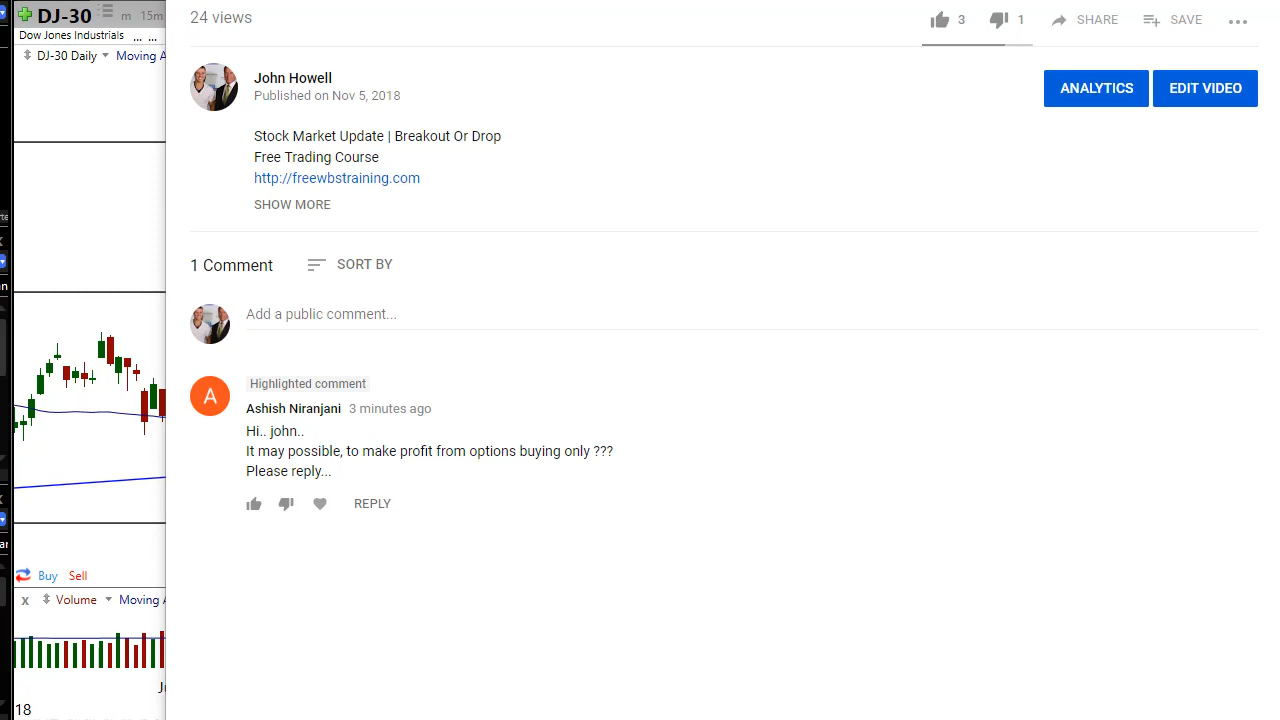 DJ-30
m 15m
Dow Jones Industrials ... ...
DJ-30 Daily Moving A
Buy Sell
x Volume Moving A
18
24 views
3 1 SHARE SAVE
John Howell
Published on Nov 5, 2018
ANALYTICS EDIT VIDEO
Stock Market Update | Breakout Or Drop
Free Trading Course
http://freewbstraining.com
SHOW MORE
1 Comment SORT BY
Add a public comment...
Highlighted comment
A
Ashish Niranjani 3 minutes ago
Hi.. john..
It may possible, to make profit from options buying only ???
Please reply...
REPLY